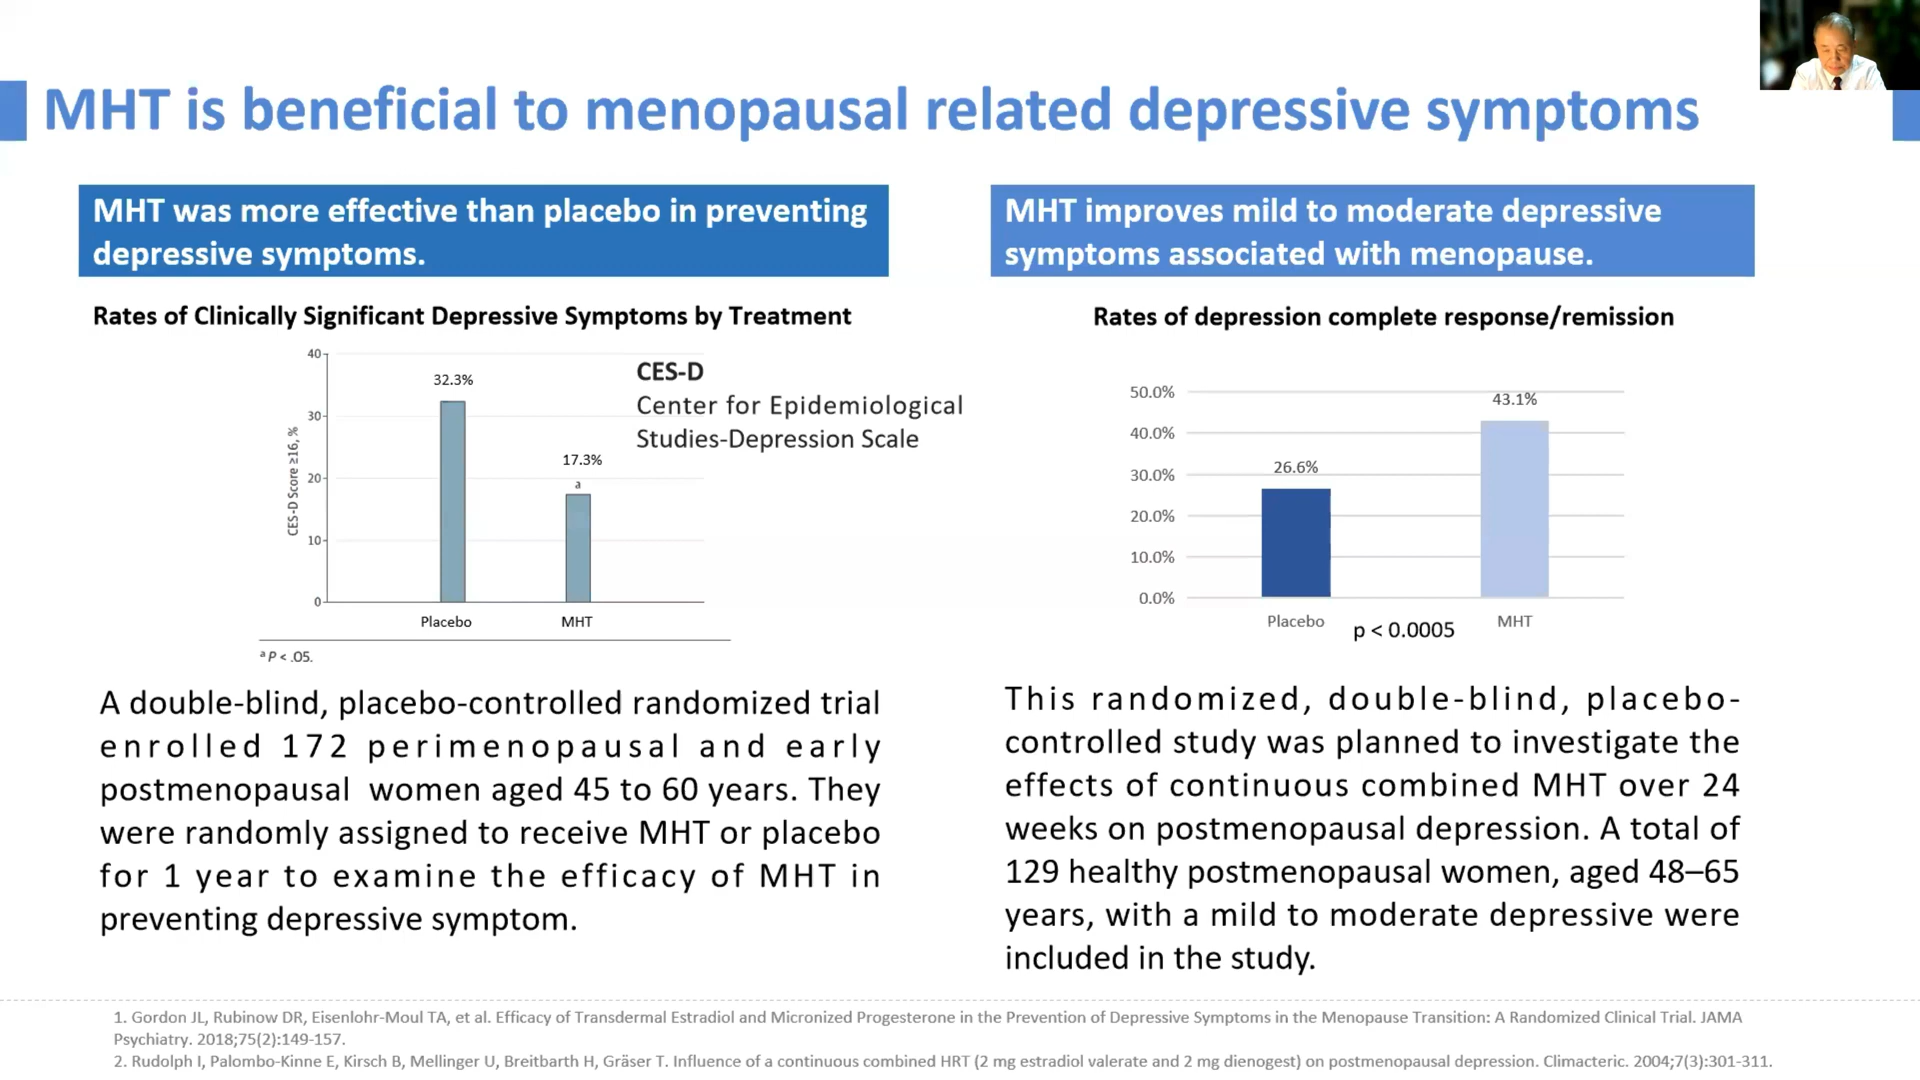 MHT is beneficial to menopausal related depressive symptoms
MHT was more effective than placebo in preventing
depressive symptoms.
Rates of Clinically Significant Depressive Symptoms by Treatment
40
30
20
10
0
CES-D Score ≥16, %
32.3%
17.3%
a
Placebo
MHT
a P < .05.
CES-D
Center for Epidemiological
Studies-Depression Scale
A double-blind, placebo-controlled randomized trial
enrolled 172 perimenopausal and early
postmenopausal women aged 45 to 60 years. They
were randomly assigned to receive MHT or placebo
for 1 year to examine the efficacy of MHT in
preventing depressive symptom.
MHT improves mild to moderate depressive
symptoms associated with menopause.
Rates of depression complete response/remission
50.0%
40.0%
30.0%
20.0%
10.0%
0.0%
26.6%
43.1%
Placebo
MHT
p < 0.0005
This randomized, double-blind, placebo-
controlled study was planned to investigate the
effects of continuous combined MHT over 24
weeks on postmenopausal depression. A total of
129 healthy postmenopausal women, aged 48–65
years, with a mild to moderate depressive were
included in the study.
1. Gordon JL, Rubinow DR, Eisenlohr-Moul TA, et al. Efficacy of Transdermal Estradiol and Micronized Progesterone in the Prevention of Depressive Symptoms in the Menopause Transition: A Randomized Clinical Trial. JAMA
Psychiatry. 2018;75(2):149-157.
2. Rudolph I, Palombo-Kinne E, Kirsch B, Mellinger U, Breitbarth H, Gräser T. Influence of a continuous combined HRT (2 mg estradiol valerate and 2 mg dienogest) on postmenopausal depression. Climacteric. 2004;7(3):301-311.